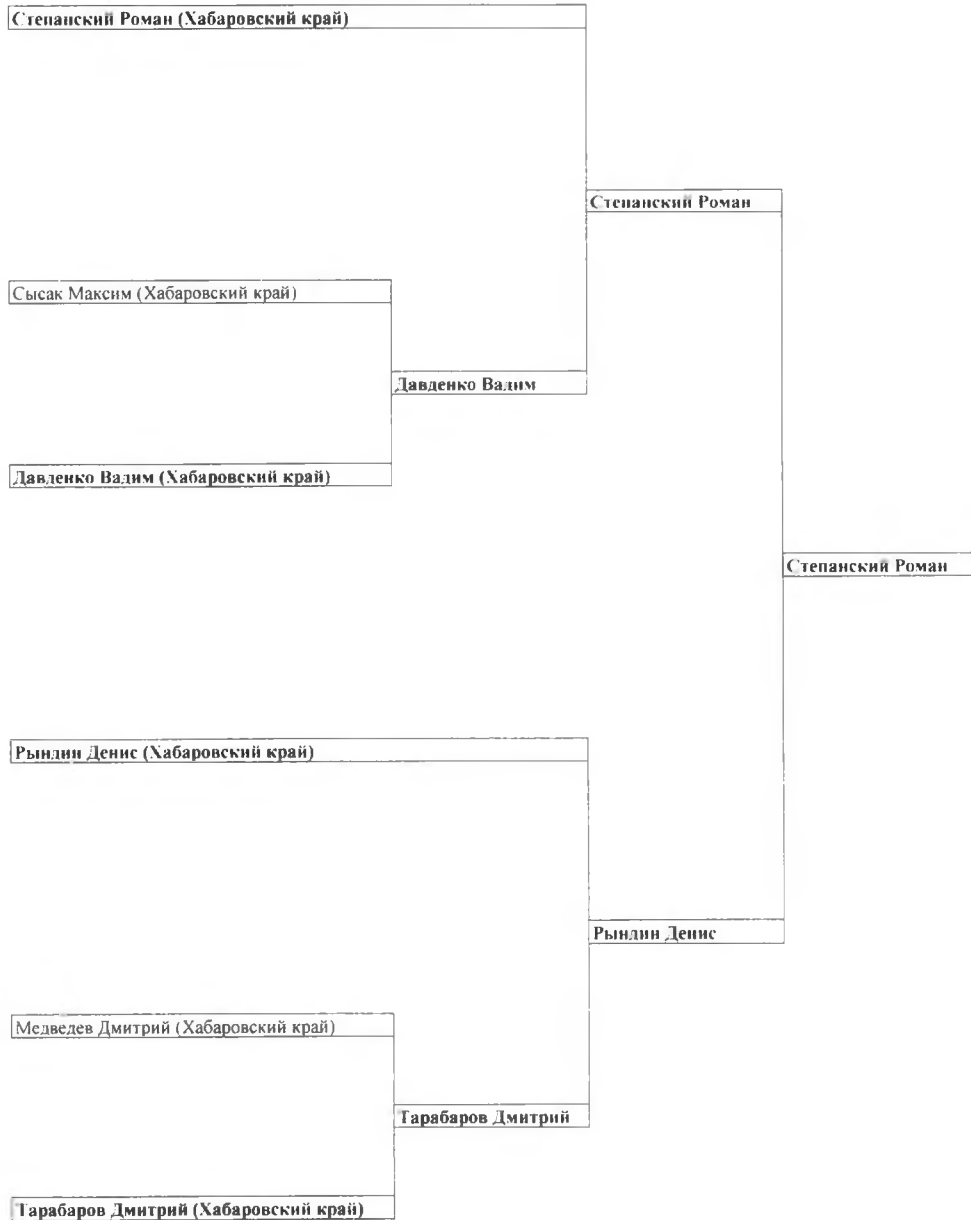 Степанский Роман (Хабаровский край)
Степанский Роман
Сысак Максим (Хабаровский край)
Давденко Вадим
Давденко Вадим (Хабаровский край)
Степанский Роман
Рындин Денис (Хабаровский край)
Рындин Денис
Медведев Дмитрий (Хабаровский край)
Тарабаров Дмитрий
Тарабаров Дмитрий (Хабаровский край)